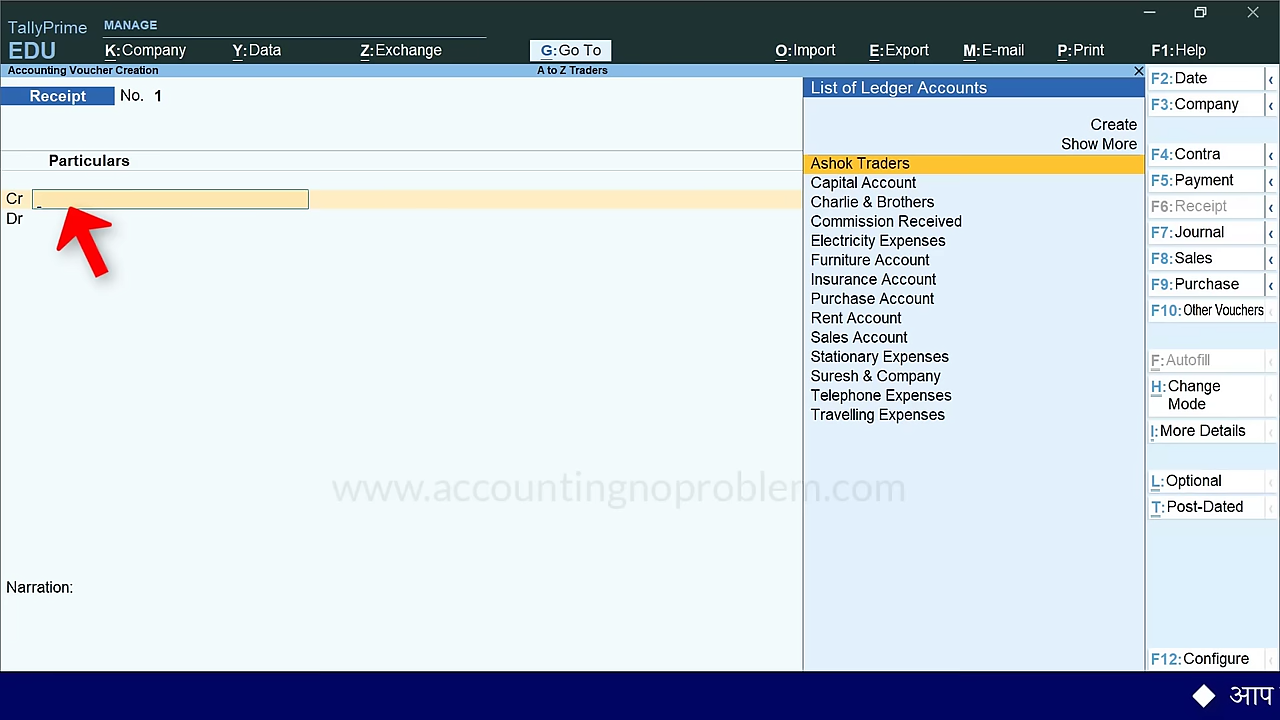 TallyPrime
EDU
MANAGE
K:Company Y:Data Z:Exchange G:Go To O:Import E:Export M:E-mail P:Print F1:Help
Accounting Voucher Creation A to Z Traders
Receipt No. 1
Particulars
Cr
Dr
Narration:
List of Ledger Accounts
Create
Show More
Ashok Traders
Capital Account
Charlie & Brothers
Commission Received
Electricity Expenses
Furniture Account
Insurance Account
Purchase Account
Rent Account
Sales Account
Stationary Expenses
Suresh & Company
Telephone Expenses
Travelling Expenses
F2:Date
F3:Company
F4:Contra
F5:Payment
F6:Receipt
F7:Journal
F8:Sales
F9:Purchase
F10:Other Vouchers
F:Autofill
H:Change
Mode
I:More Details
L:Optional
T:Post-Dated
F12:Configure
www.accountingnoproblem.com
आप